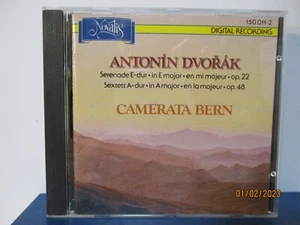 Novalis
150 011-2
DIGITAL RECORDING
ANTONÍN DVOŘÁK
Serenade E-dur • in E major • en mi majeur • op. 22
Sextett A-dur • in A major • en la majeur • op. 48
CAMERATA BERN
01/02/2023